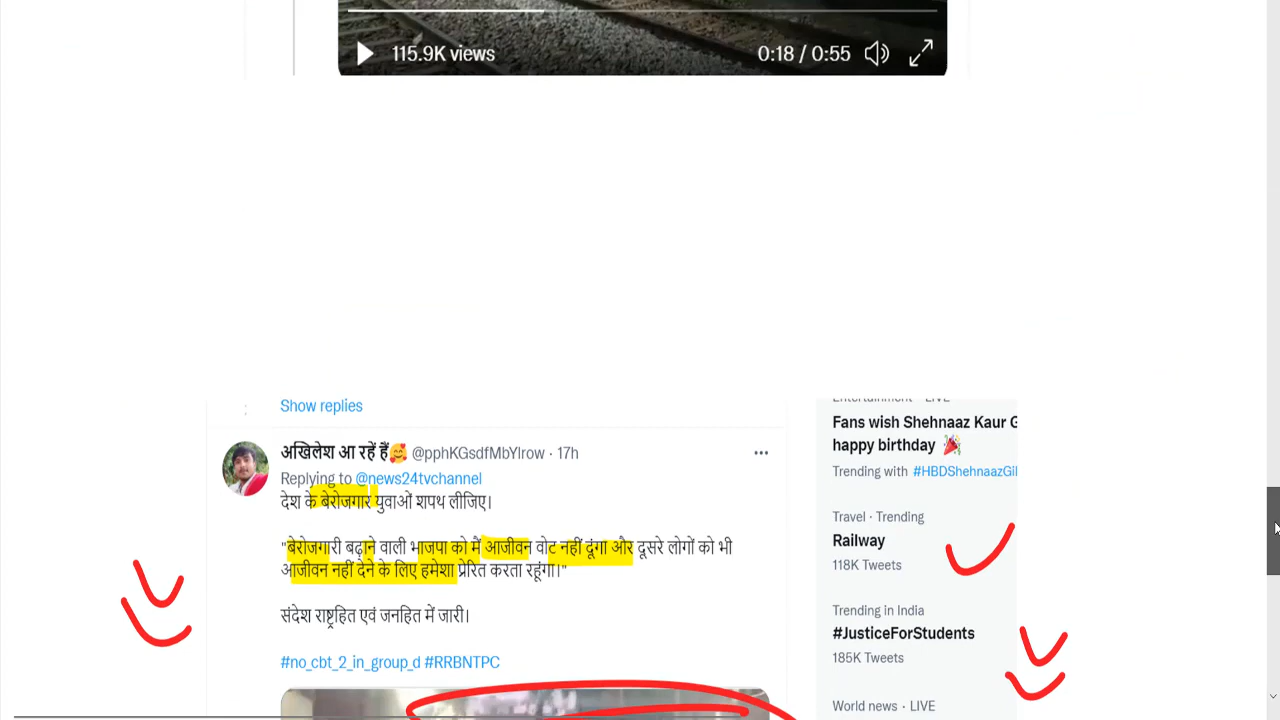 115.9K views
0:18 / 0:55
Show replies
अखिलेश आ रहें हैं🥰 @pphKGsdfMbYIrow · 17h
Replying to @news24tvchannel
देश के बेरोजगार युवाओं शपथ लीजिए।
"बेरोजगारी बढ़ाने वाली भाजपा को मैं आजीवन वोट नहीं दूंगा और दूसरे लोगों को भी
आजीवन नहीं देने के लिए हमेशा प्रेरित करता रहूंगा।"
संदेश राष्ट्रहित एवं जनहित में जारी।
#no_cbt_2_in_group_d #RRBNTPC
Entertainment · LIVE
Fans wish Shehnaaz Kaur G
happy birthday 🎉
Trending with #HBDShehnaazGil
Travel · Trending
Railway
118K Tweets
Trending in India
#JusticeForStudents
185K Tweets
World news · LIVE